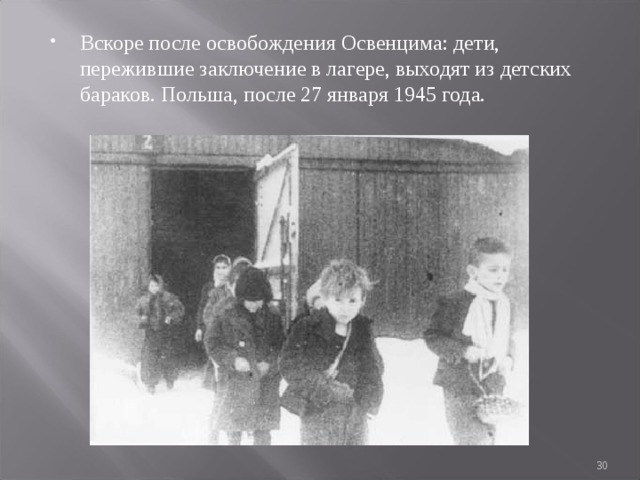 Вскоре после освобождения Освенцима: дети,
пережившие заключение в лагере, выходят из детских
бараков. Польша, после 27 января 1945 года.
2
30